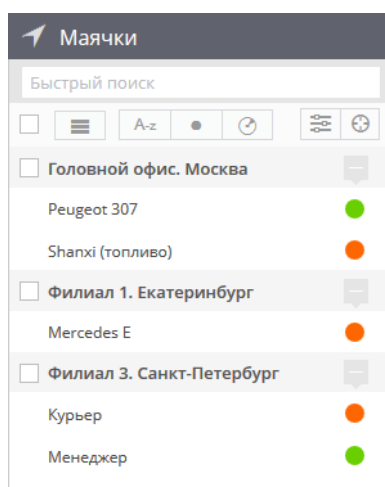 Маячки
Быстрый поиск
A-z
Головной офис. Москва
Peugeot 307
Shanxi (топливо)
Филиал 1. Екатеринбург
Mercedes E
Филиал 3. Санкт-Петербург
Курьер
Менеджер